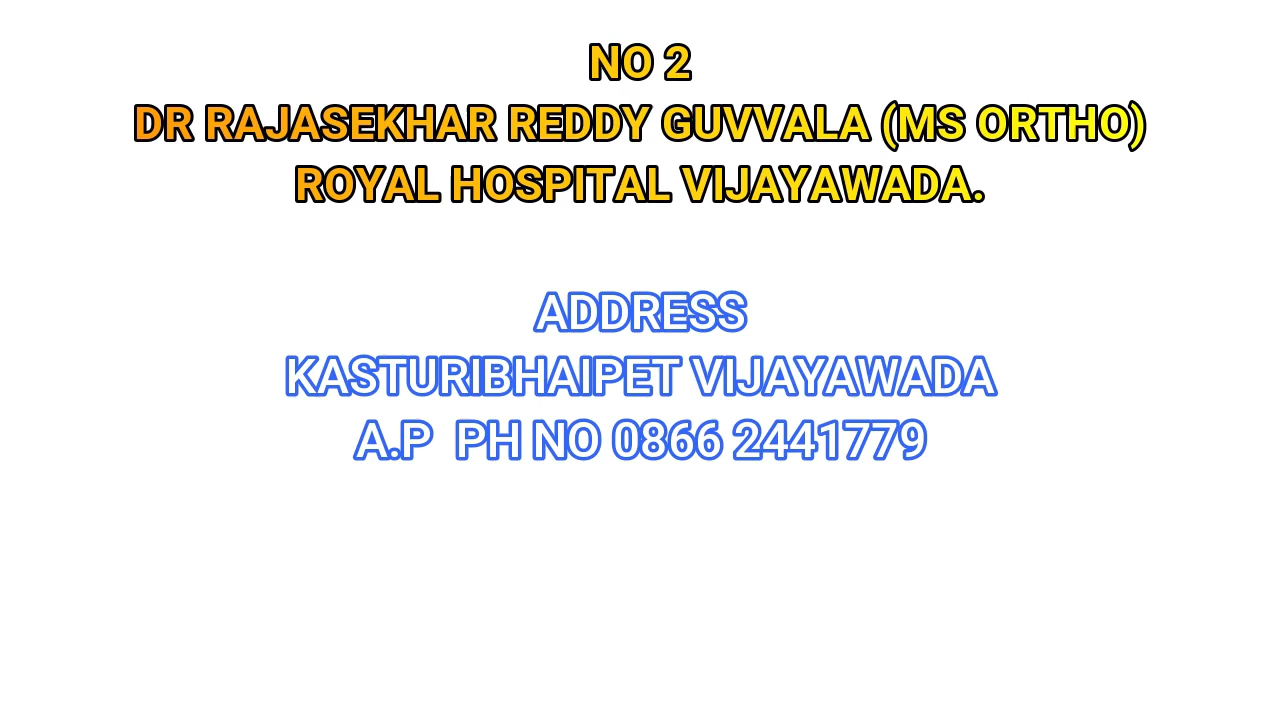 NO 2
DR RAJASEKHAR REDDY GUVVALA (MS ORTHO)
ROYAL HOSPITAL VIJAYAWADA.
ADDRESS
KASTURIBHAIPET VIJAYAWADA
A.P  PH NO 0866 2441779